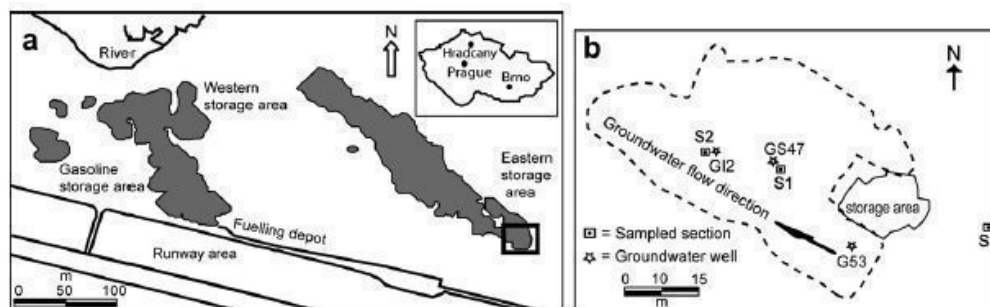 a
River
N
Hradcany
Prague
Brno
Western
storage area
Gasoline
storage area
Eastern
storage area
Fuelling depot
Runway area
m
0 50 100
b
N
S2
GI2
GS47
S1
Groundwater flow direction
storage area
S
= Sampled section
= Groundwater well
G53
0 10 15
m